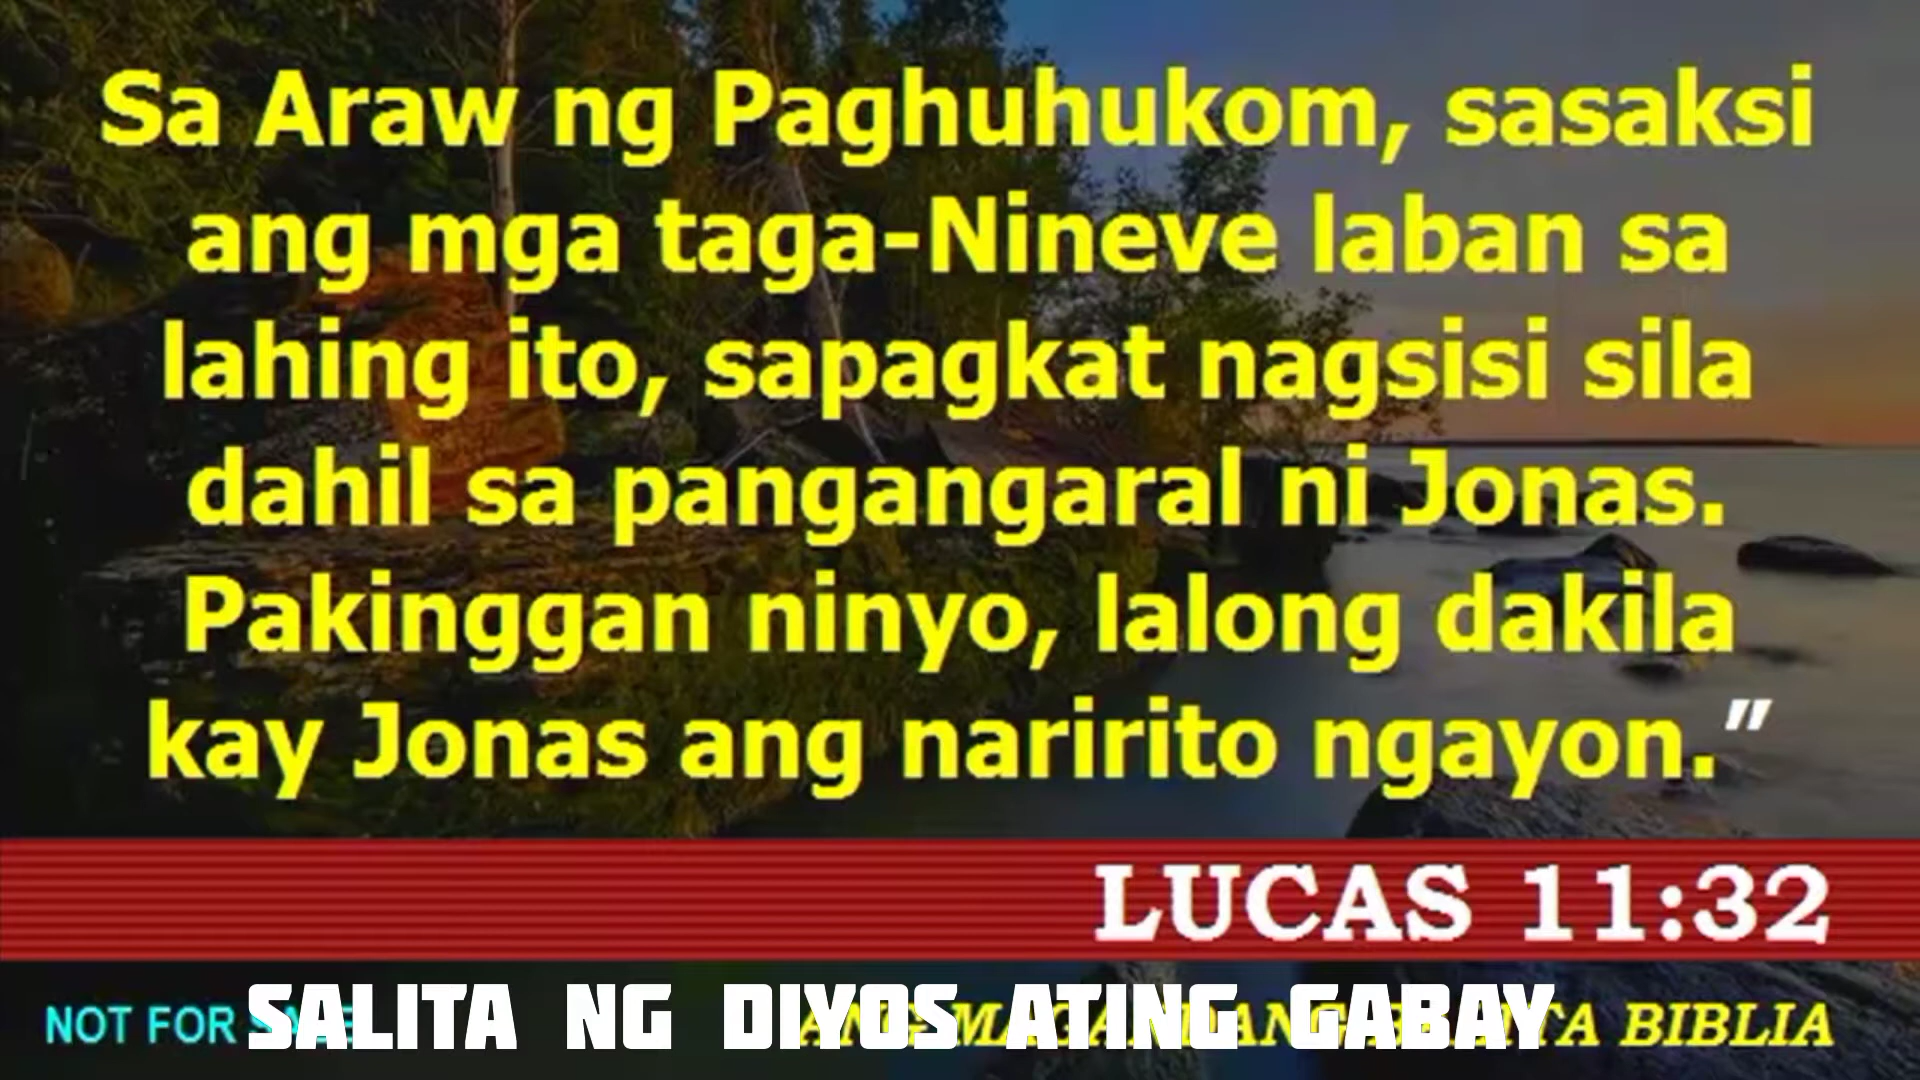 Sa Araw ng Paghuhukom, sasaksi
ang mga taga-Nineve laban sa
lahing ito, sapagkat nagsisi sila
dahil sa pangangaral ni Jonas.
Pakinggan ninyo, lalong dakila
kay Jonas ang naririto ngayon.”
LUCAS 11:32
NOT FOR
SALITA NG DIYOS ATING GABAY
BIBLIA